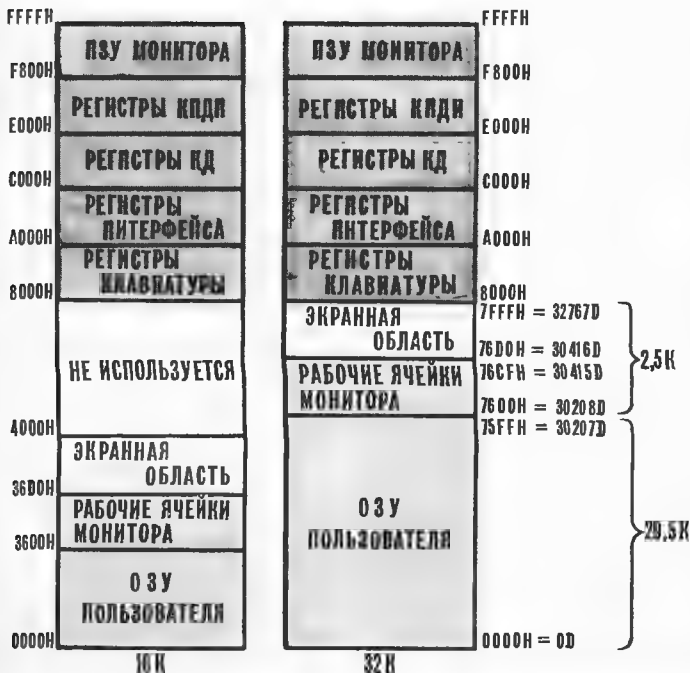 FFFFH
ПЗУ МОНИТОРА
F800H
РЕГИСТРЫ КПДП
E000H
РЕГИСТРЫ КД
C000H
РЕГИСТРЫ
ИНТЕРФЕЙСА
A000H
РЕГИСТРЫ
КЛАВИАТУРЫ
8000H
НЕ ИСПОЛЬЗУЕТСЯ
4000H
ЭКРАННАЯ
ОБЛАСТЬ
36D0H
РАБОЧИЕ ЯЧЕЙКИ
МОНИТОРА
3600H
ОЗУ
ПОЛЬЗОВАТЕЛЯ
0000H
16К
FFFFH
ПЗУ МОНИТОРА
F800H
РЕГИСТРЫ КПДП
E000H
РЕГИСТРЫ КД
C000H
РЕГИСТРЫ
ИНТЕРФЕЙСА
A000H
РЕГИСТРЫ
КЛАВИАТУРЫ
8000H
ЭКРАННАЯ
ОБЛАСТЬ
7FFFH = 32767D
76D0H = 30416D
РАБОЧИЕ ЯЧЕЙКИ
МОНИТОРА
76CFH = 30415D
7600H = 30208D
2,5К
75FFH = 30207D
ОЗУ
ПОЛЬЗОВАТЕЛЯ
29,5К
0000H = 0D
32К